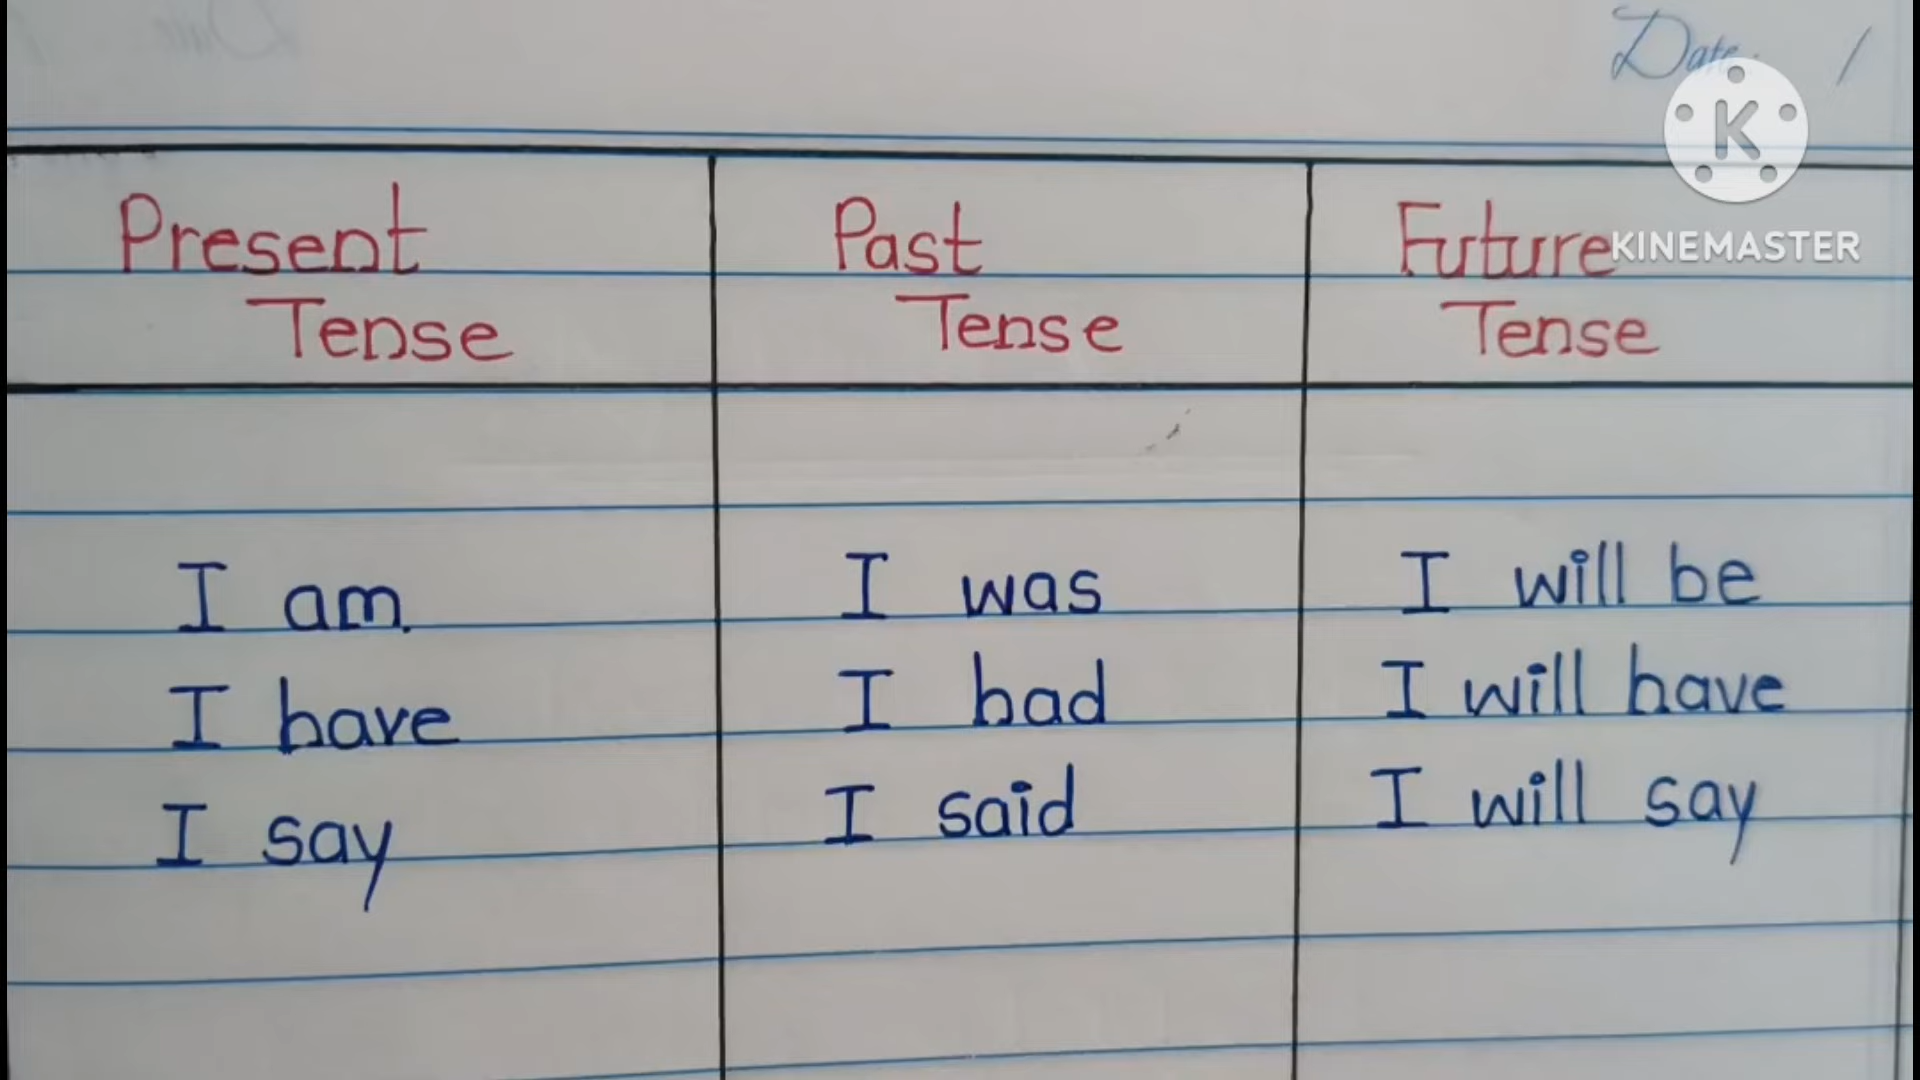 Date: /
K
KINEMASTER
Present Tense Past Tense Future Tense
I am. I was I will be
I have I had I will have
I say I said I will say